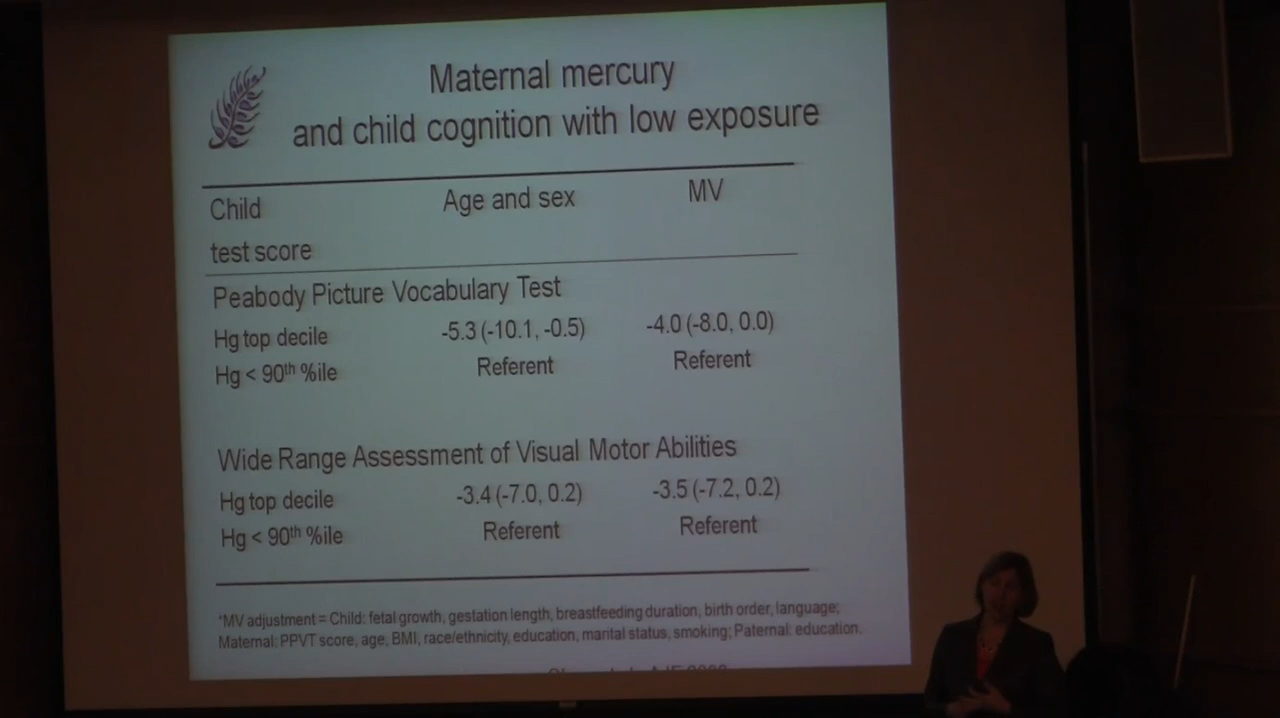 Maternal mercury
and child cognition with low exposure
Child Age and sex MV
test score
Peabody Picture Vocabulary Test
Hg top decile -5.3 (-10.1, -0.5) -4.0 (-8.0, 0.0)
Hg < 90th %ile Referent Referent
Wide Range Assessment of Visual Motor Abilities
Hg top decile -3.4 (-7.0, 0.2) -3.5 (-7.2, 0.2)
Hg < 90th %ile Referent Referent
*MV adjustment = Child: fetal growth, gestation length, breastfeeding duration, birth order, language;
Maternal: PPVT score, age, BMI, race/ethnicity, education, marital status, smoking; Paternal: education.